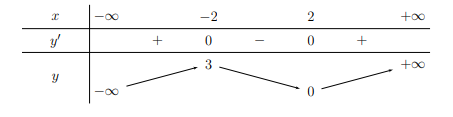 x −∞ −2 2 +∞
y′ + 0 − 0 +
3 +∞
y
−∞ 0